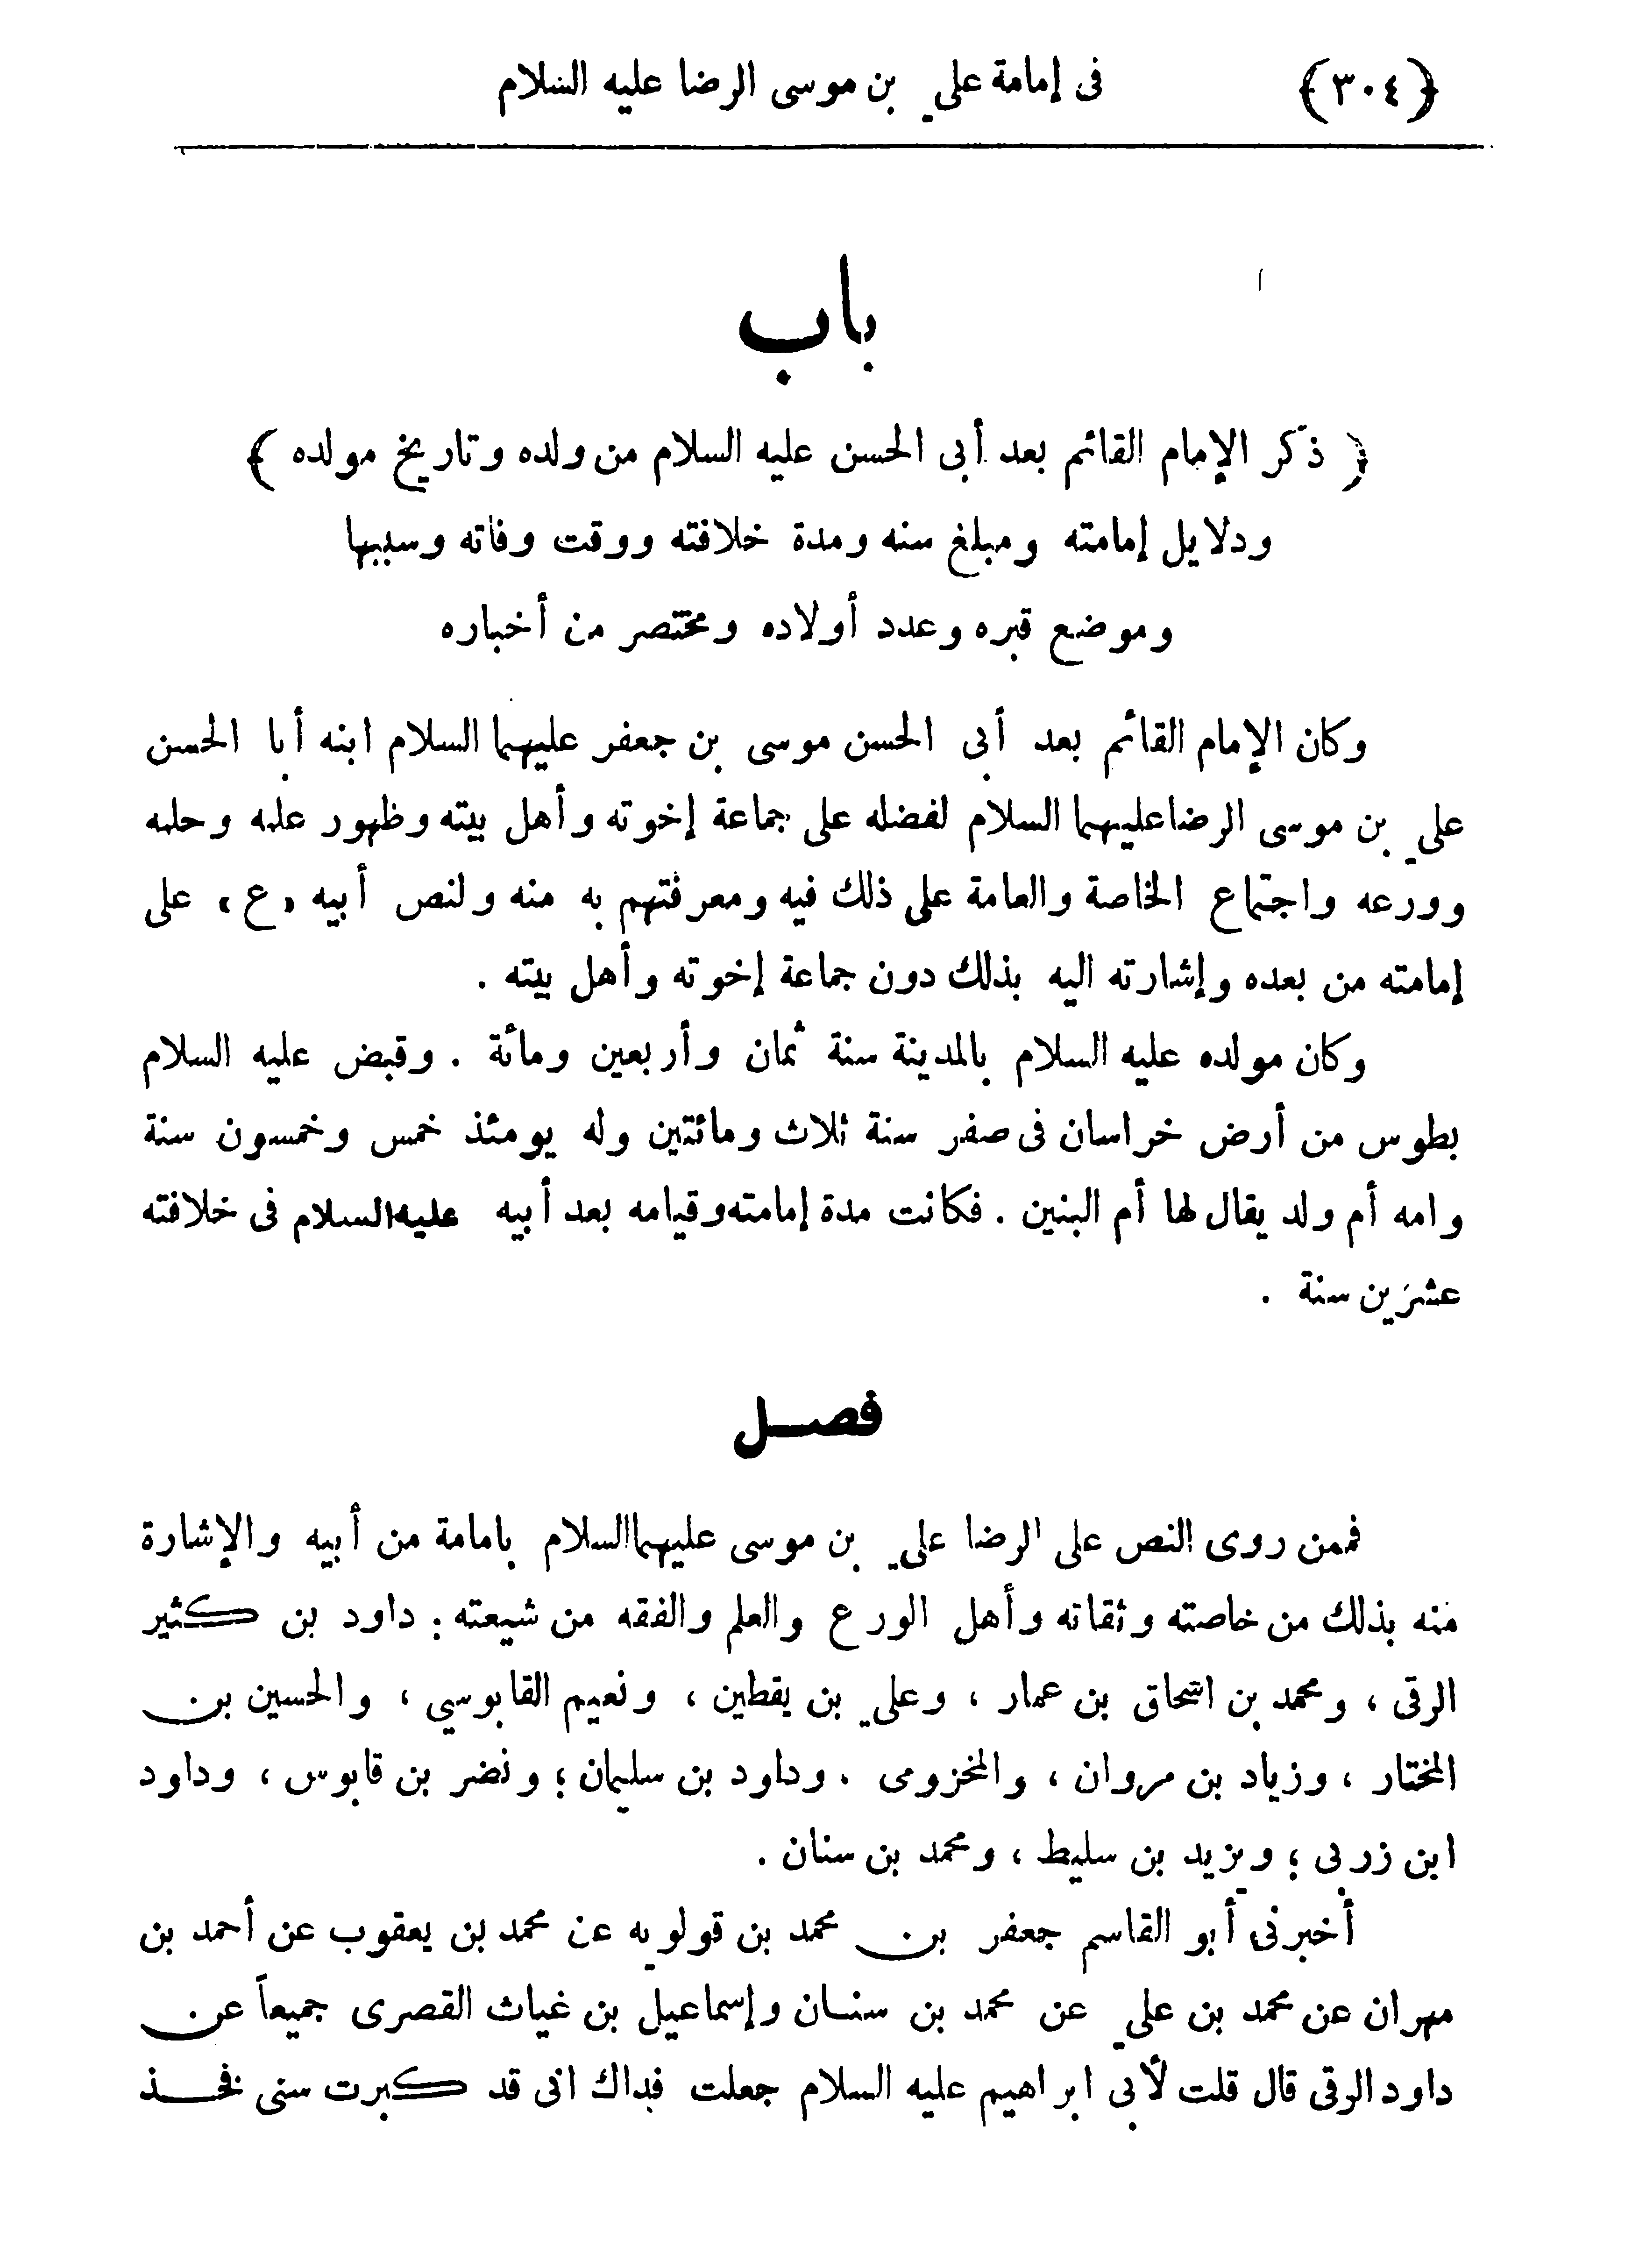 ﴿٣٠٤﴾ فى إمامة علي بن موسى الرضا عليه السلام
باب
﴿ ذكر الإمام القائم بعد أبى الحسن عليه السلام من ولده وتاريخ مولده ﴾
ودلايل إمامته ومبلغ سنه ومدة خلافته ووقت وفاته وسببها
وموضع قبره وعدد أولاده ومختصر من أخباره
وكان الإمام القائم بعد أبى الحسن موسى بن جعفر عليهما السلام ابنه أبا الحسن
علي بن موسى الرضا عليهما السلام لفضله على جماعة إخوته وأهل بيته وظهور علمه وحلمه
وورعه واجتماع الخاصة والعامة على ذلك فيه ومعرفتهم به منه ولنص أبيه «ع» على
إمامته من بعده وإشارته اليه بذلك دون جماعة إخوته وأهل بيته .
وكان مولده عليه السلام بالمدينة سنة ثمان وأربعين ومائة . وقبض عليه السلام
بطوس من أرض خراسان فى صفر سنة ثلاث ومائتين وله يومئذ خمس وخمسون سنة
وامه أم ولد يقال لها أم البنين . فكانت مدة إمامته وقيامه بعد أبيه عليه السلام فى خلافته
عشرين سنة .
فصل
فممن روى النص على الرضا علي بن موسى عليهما السلام بامامة من أبيه والإشارة
منه بذلك من خاصته وثقاته وأهل الورع والعلم والفقه من شيعته : داود بن كثير
الرقى ، ومحمد بن اسحاق بن عمار ، وعلي بن يقطين ، ونعيم القابوسي ، والحسين بن
المختار ، وزياد بن مروان ، والمخزومى . وداود بن سليمان ؛ ونضر بن قابوس ، وداود
ابن زربى ؛ ويزيد بن سليط ، ومحمد بن سنان .
أخبرنى أبو القاسم جعفر بن محمد بن قولويه عن محمد بن يعقوب عن أحمد بن
مهران عن محمد بن علي عن محمد بن سنان وإسماعيل بن غياث القصرى جميعاً عن
داود الرقى قال قلت لأبى ابراهيم عليه السلام جعلت فداك انى قد كبرت سنى فخذ